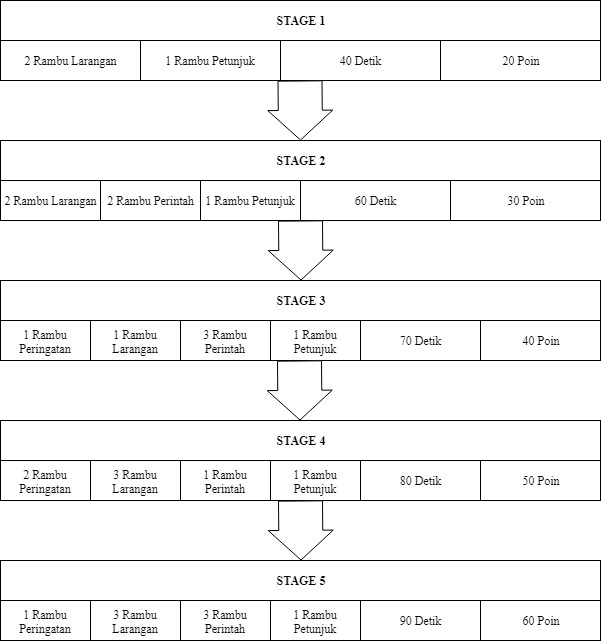 STAGE 1
2 Rambu Larangan 1 Rambu Petunjuk 40 Detik 20 Poin
STAGE 2
2 Rambu Larangan 2 Rambu Perintah 1 Rambu Petunjuk 60 Detik 30 Poin
STAGE 3
1 Rambu
Peringatan
1 Rambu
Larangan
3 Rambu
Perintah
1 Rambu
Petunjuk
70 Detik
40 Poin
STAGE 4
2 Rambu
Peringatan
3 Rambu
Larangan
1 Rambu
Perintah
1 Rambu
Petunjuk
80 Detik
50 Poin
STAGE 5
1 Rambu
Peringatan
3 Rambu
Larangan
3 Rambu
Perintah
1 Rambu
Petunjuk
90 Detik
60 Poin